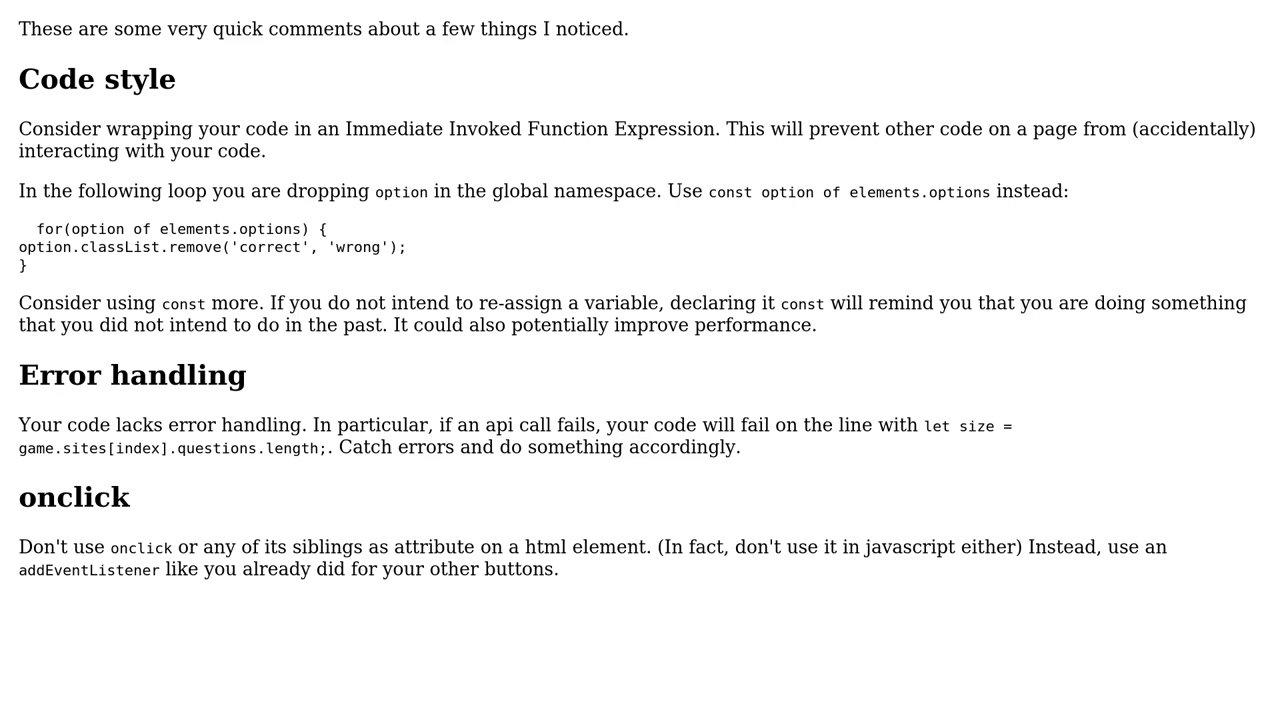 These are some very quick comments about a few things I noticed.
Code style
Consider wrapping your code in an Immediate Invoked Function Expression. This will prevent other code on a page from (accidentally)
interacting with your code.
In the following loop you are dropping option in the global namespace. Use const option of elements.options instead:
for(option of elements.options) {
option.classList.remove('correct', 'wrong');
}
Consider using const more. If you do not intend to re-assign a variable, declaring it const will remind you that you are doing something
that you did not intend to do in the past. It could also potentially improve performance.
Error handling
Your code lacks error handling. In particular, if an api call fails, your code will fail on the line with let size =
game.sites[index].questions.length;. Catch errors and do something accordingly.
onclick
Don't use onclick or any of its siblings as attribute on a html element. (In fact, don't use it in javascript either) Instead, use an
addEventListener like you already did for your other buttons.